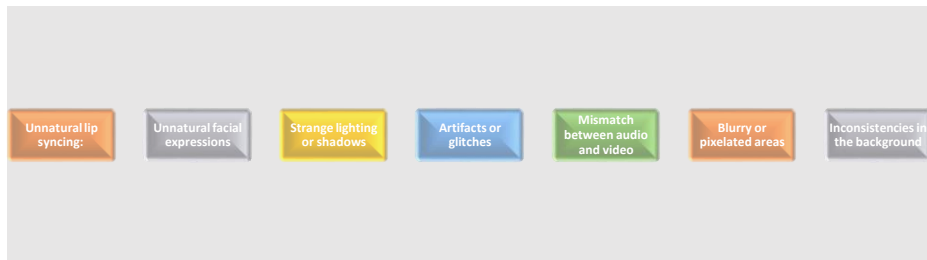 Unnatural lip
syncing:
Unnatural facial
expressions
Strange lighting
or shadows
Artifacts or
glitches
Mismatch
between audio
and video
Blurry or
pixelated areas
Inconsistencies in
the background